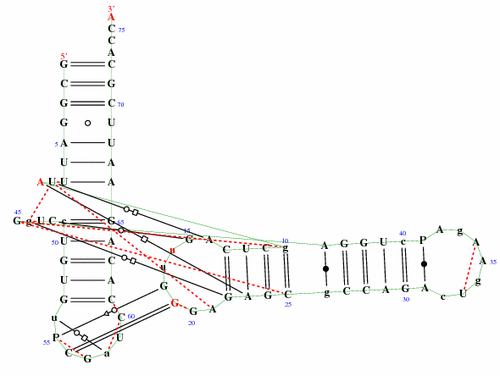 3'
A
C 75
C
5' A
G C
C G
G C 70
G U
5 A U
U A
A U U A
45 G g U C c G 65
15 40
50 U A u G A C U C g 10 A G G U c P A g
G C u A A 35
U A g
G C G G A G C g C C A G A c U
20 25 30
u C 60
55 P U
C G a